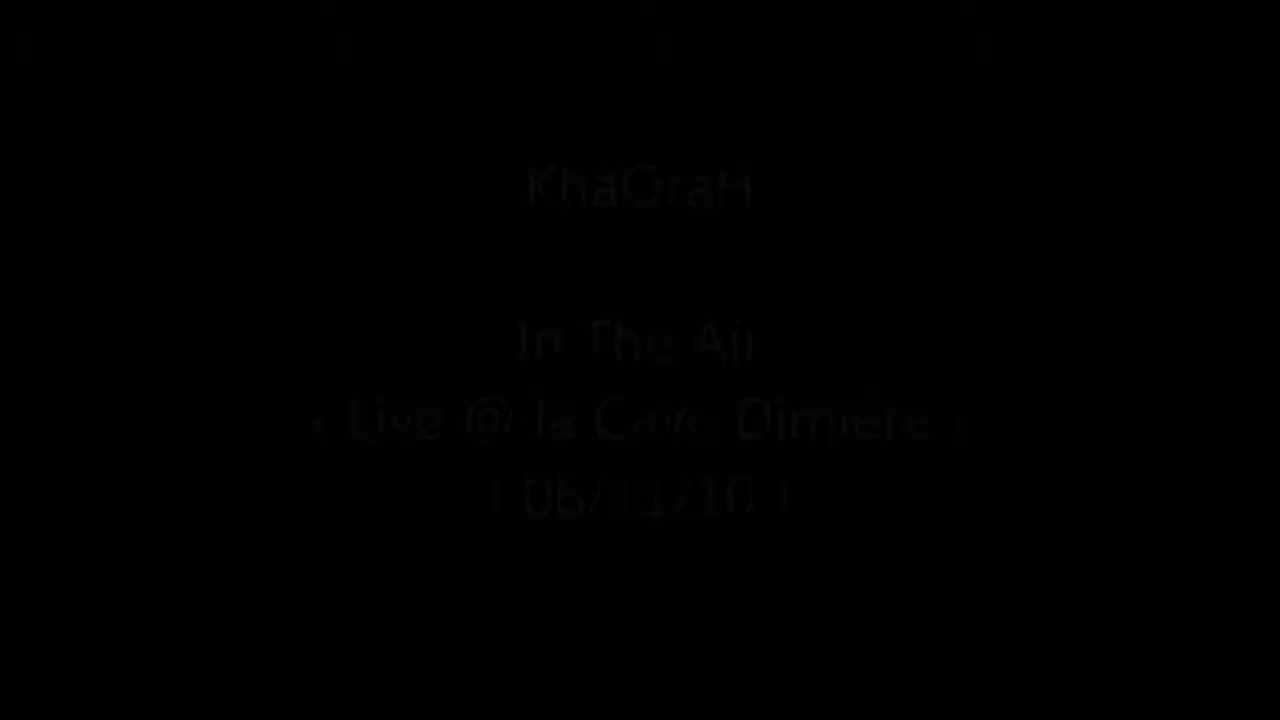 KhaOraH
In The Air
( Live @ la Cave Dimière )
( 06/11/10 )